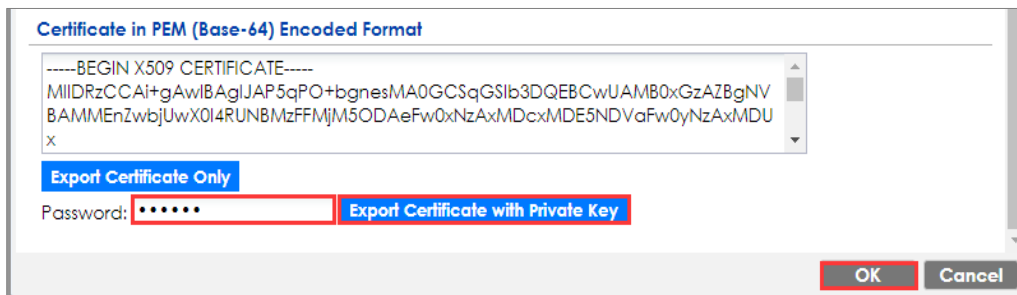 Certificate in PEM (Base-64) Encoded Format
-----BEGIN X509 CERTIFICATE-----
MIIDRzCCAi+gAwIBAgIJAP5qPO+bgnesMA0GCSqGSIb3DQEBCwUAMB0xGzAZBgNV
BAMMEnZwbjUwX0I4RUNBMzFFMjM5ODAeFw0xNzAxMDcxMDE5NDVaFw0yNzAxMDU
x
Export Certificate Only
Password: •••••• Export Certificate with Private Key
OK Cancel